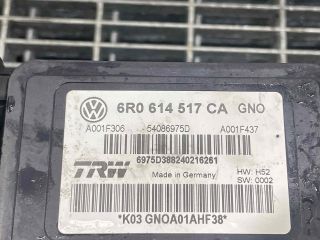 6R0 614 517 CA GNO
A001F306 54086975D A001F437
6975D388240216261
TRW Made in Germany HW: H52
SW: 0002
*K03 GNOA01AHF38*